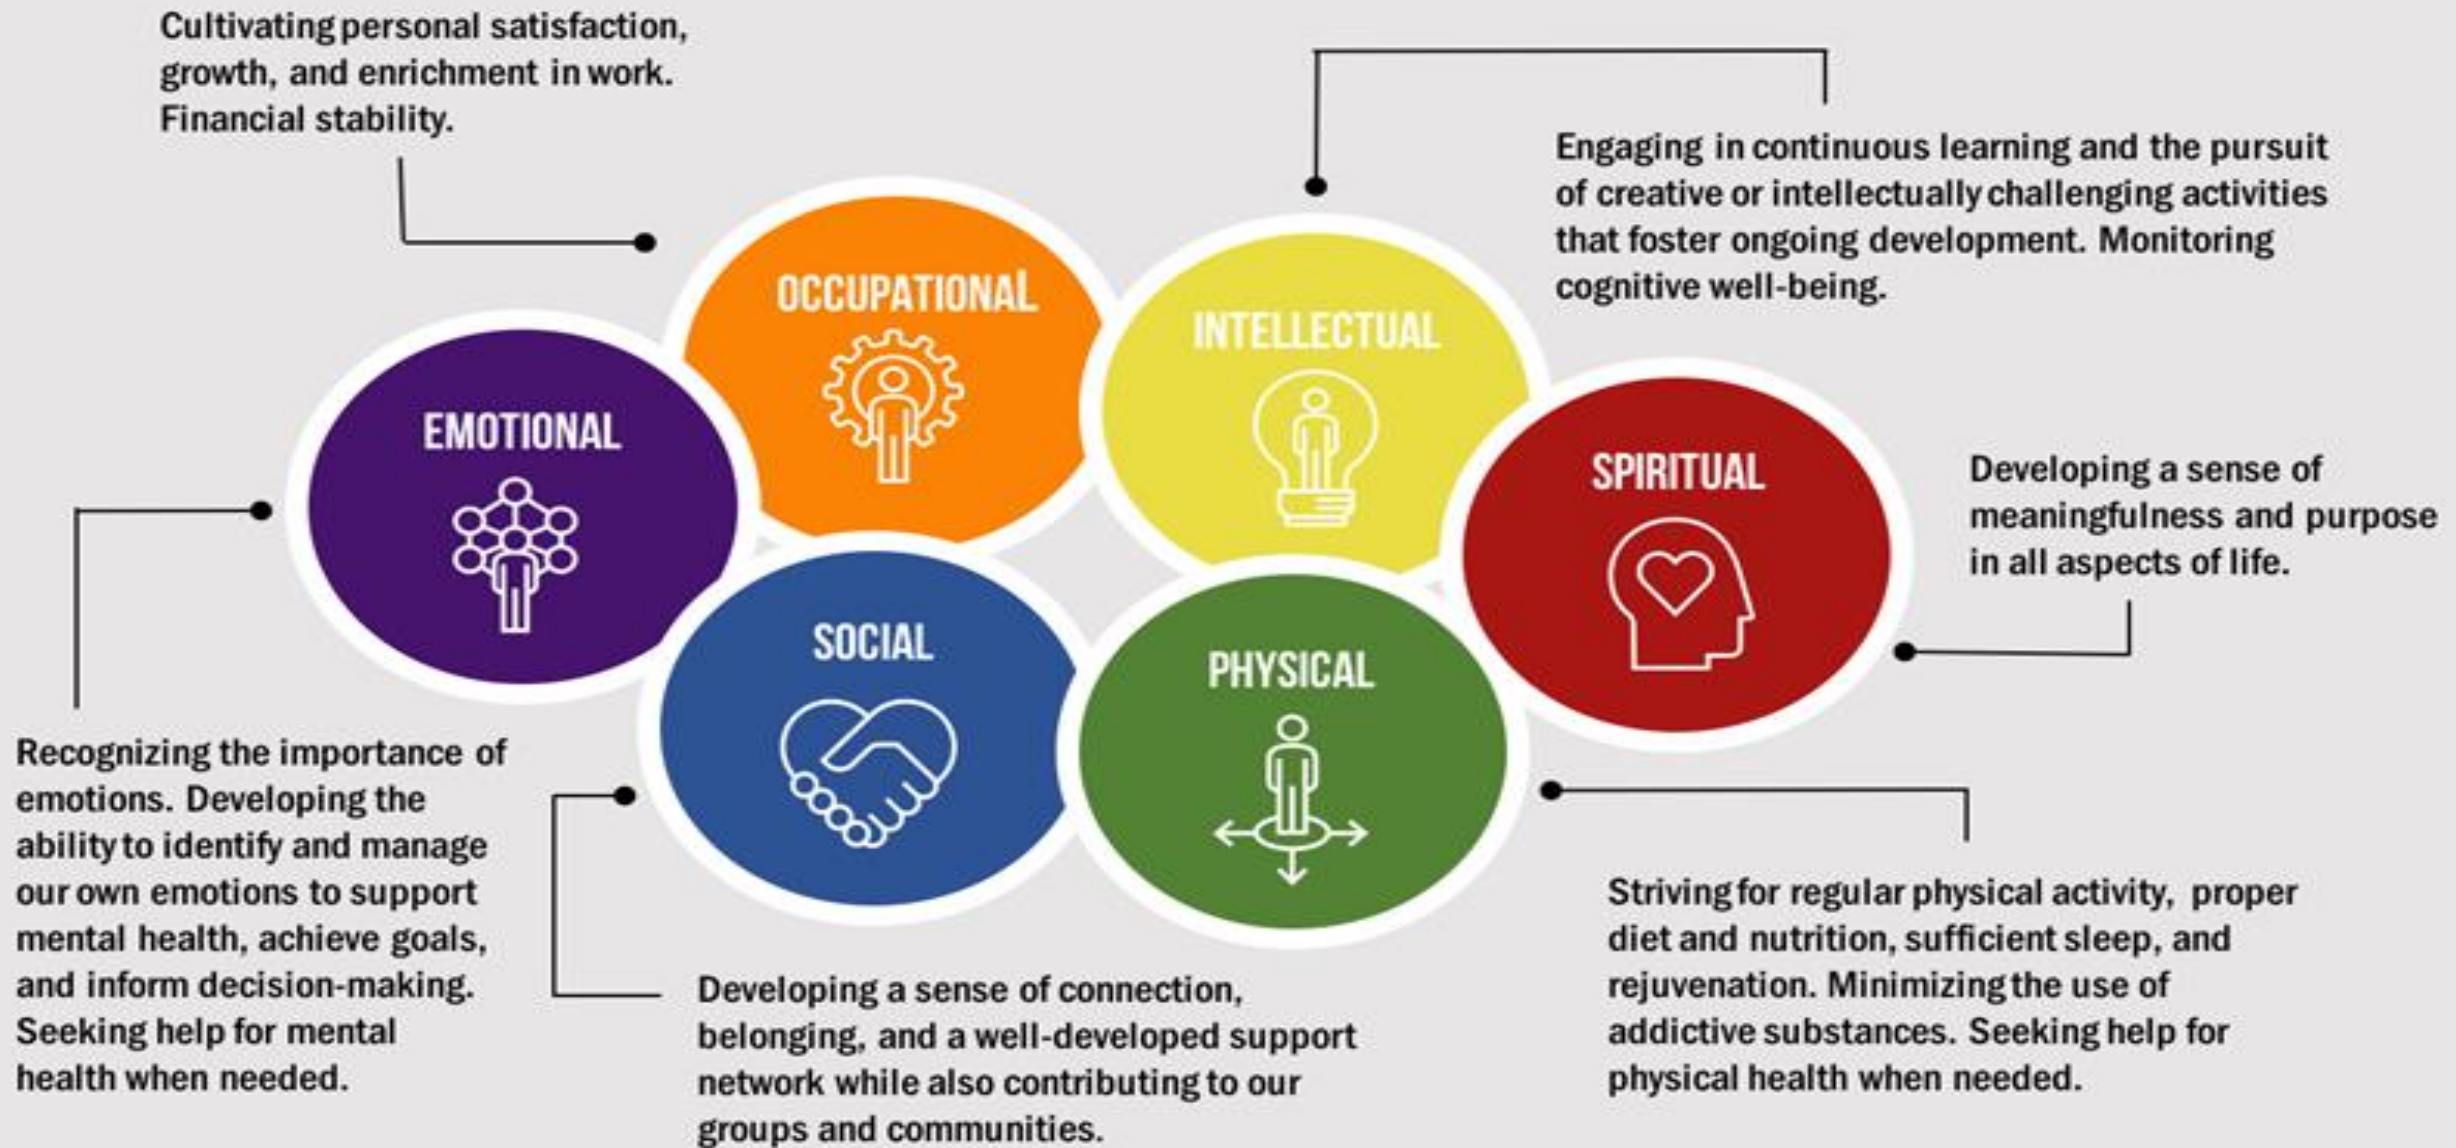 Cultivating personal satisfaction,
growth, and enrichment in work.
Financial stability.
OCCUPATIONAL
INTELLECTUAL
Engaging in continuous learning and the pursuit
of creative or intellectually challenging activities
that foster ongoing development. Monitoring
cognitive well-being.
EMOTIONAL
SPIRITUAL
Developing a sense of
meaningfulness and purpose
in all aspects of life.
SOCIAL
PHYSICAL
Recognizing the importance of
emotions. Developing the
ability to identify and manage
our own emotions to support
mental health, achieve goals,
and inform decision-making.
Seeking help for mental
health when needed.
Developing a sense of connection,
belonging, and a well-developed support
network while also contributing to our
groups and communities.
Striving for regular physical activity, proper
diet and nutrition, sufficient sleep, and
rejuvenation. Minimizing the use of
addictive substances. Seeking help for
physical health when needed.